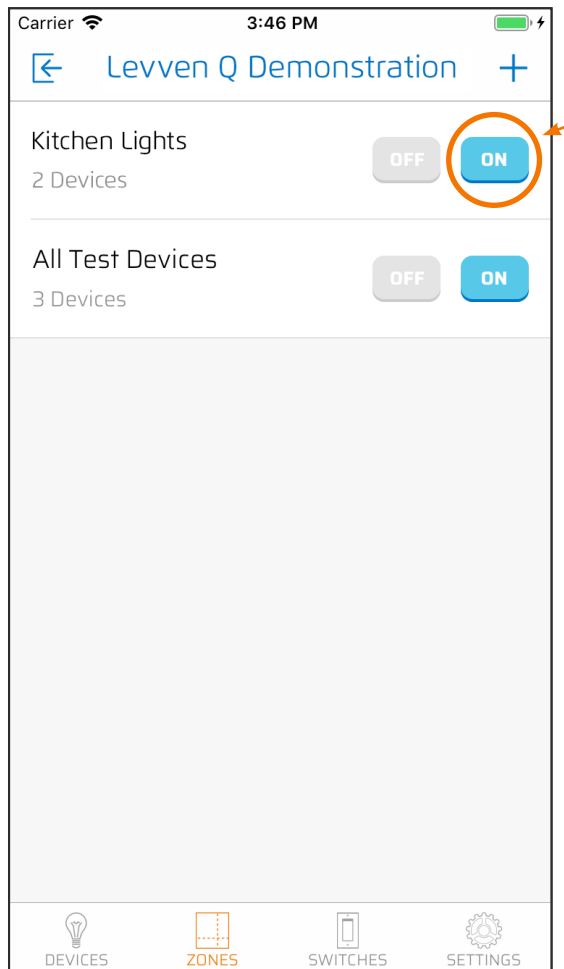 Carrier 3:46 PM
Levven Q Demonstration
Kitchen Lights
2 Devices
OFF ON
All Test Devices
3 Devices
OFF ON
DEVICES ZONES SWITCHES SETTINGS